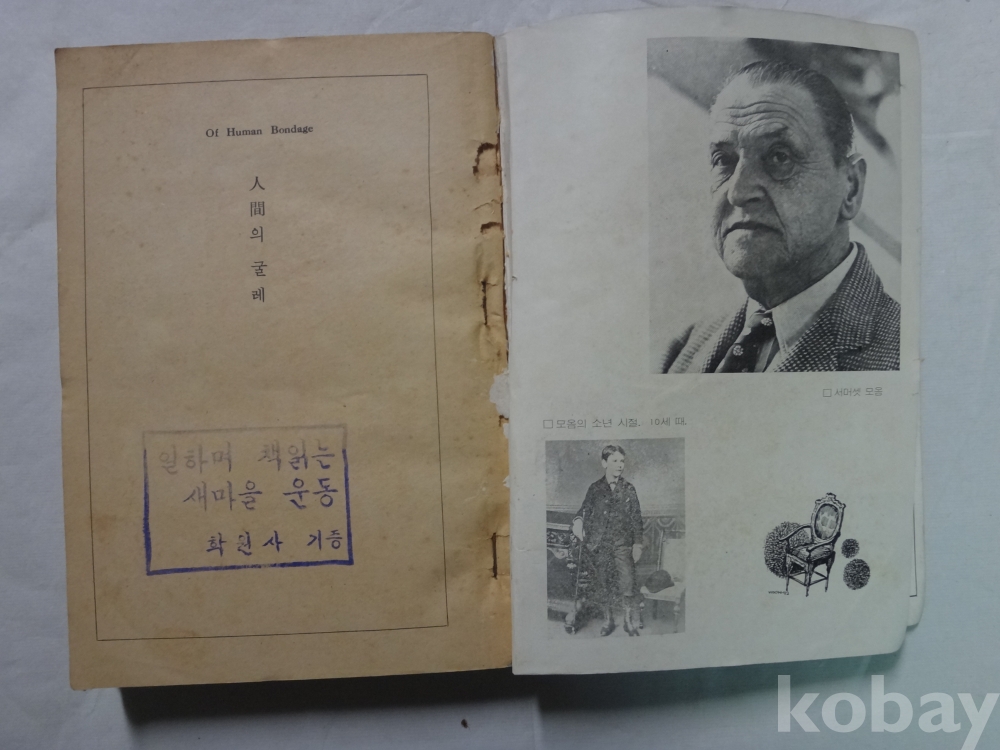 Of Human Bondage
人間의 굴레
일하며 책읽는
새마을 운동
학원사 기증
□ 서머셋 모음
□ 모옴의 소년 시절. 10세 때.
kobay